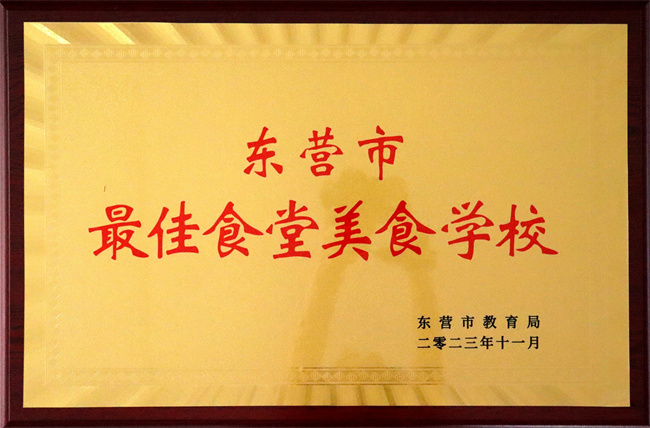 东营市
最佳食堂美食学校
东营市教育局
二零二三年十一月